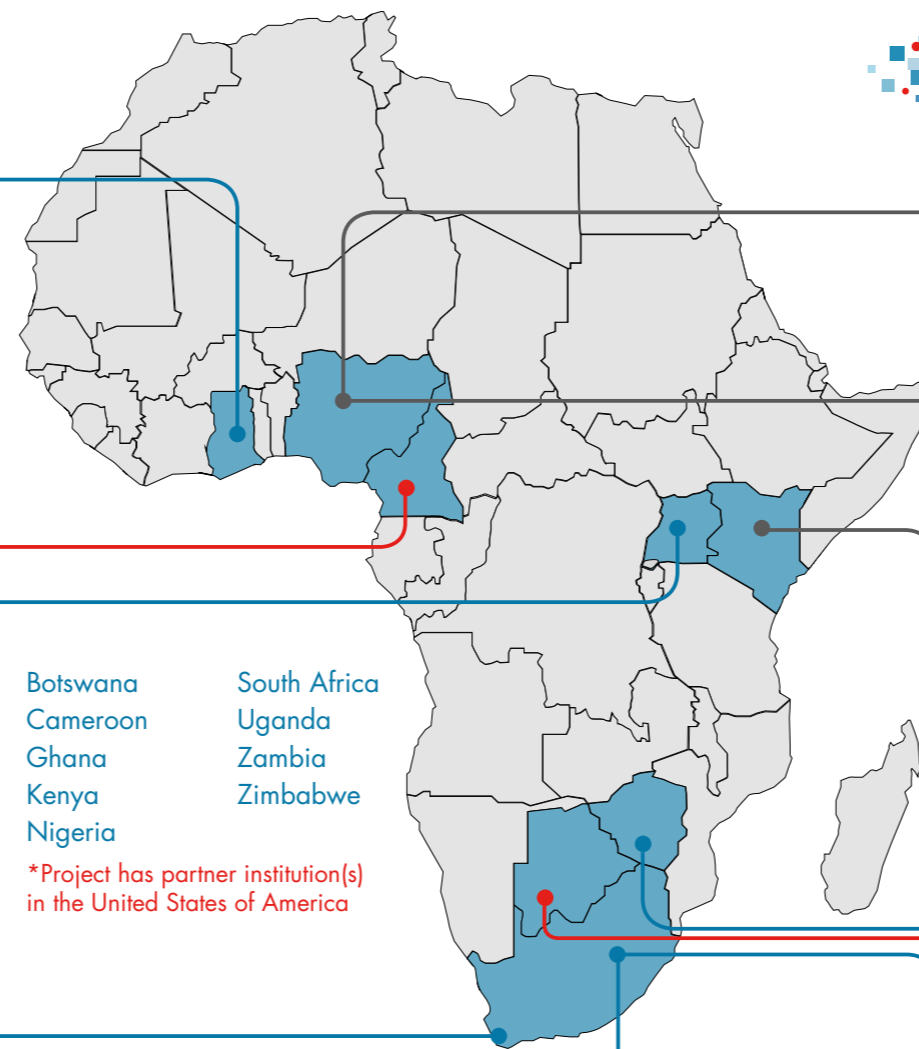 Botswana
Cameroon
Ghana
Kenya
Nigeria
South Africa
Uganda
Zambia
Zimbabwe
*Project has partner institution(s)
in the United States of America